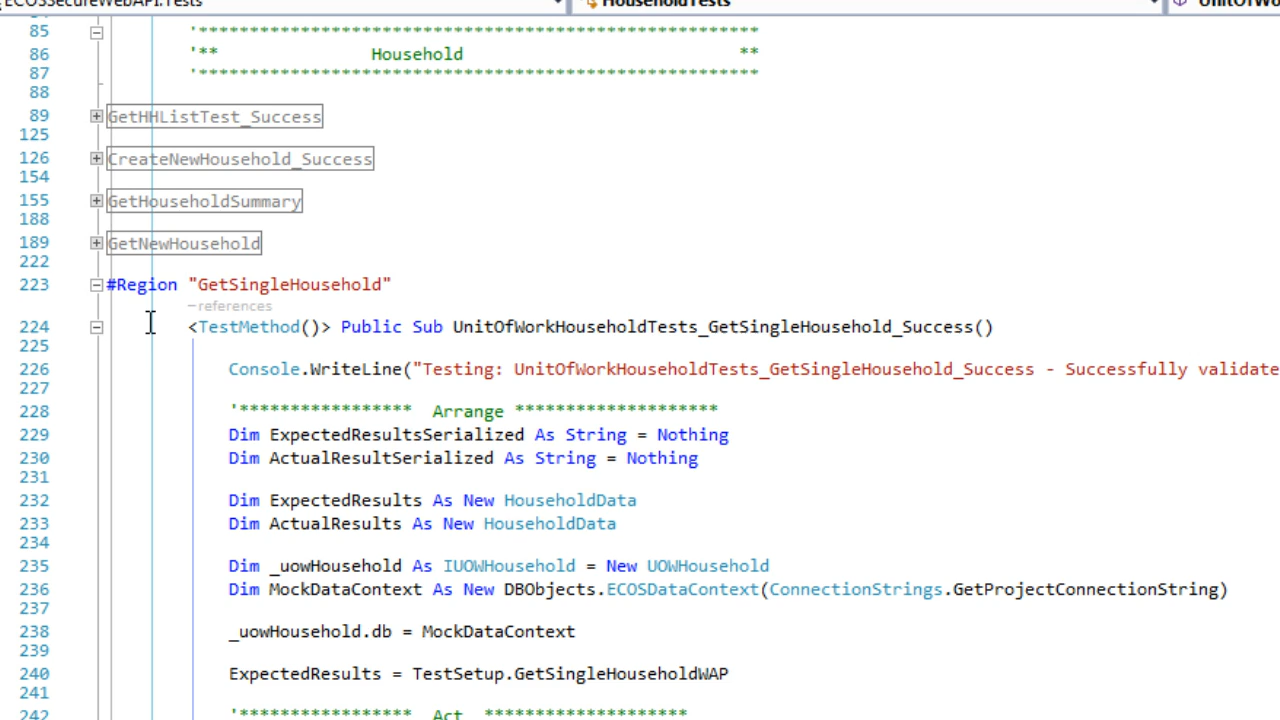 ECOSSecureWebAPI.Tests HouseholdTests
85 '*******************************************************
86 '** Household **
87 '*******************************************************
88
89 GetHHListTest_Success
125
126 CreateNewHousehold_Success
154
155 GetHouseholdSummary
188
189 GetNewHousehold
222
223 #Region "GetSingleHousehold"
– references
224 <TestMethod()> Public Sub UnitOfWorkHouseholdTests_GetSingleHousehold_Success()
225
226 Console.WriteLine("Testing: UnitOfWorkHouseholdTests_GetSingleHousehold_Success - Successfully validate
227
228 '***************** Arrange ********************
229 Dim ExpectedResultsSerialized As String = Nothing
230 Dim ActualResultSerialized As String = Nothing
231
232 Dim ExpectedResults As New HouseholdData
233 Dim ActualResults As New HouseholdData
234
235 Dim _uowHousehold As IUOWHousehold = New UOWHousehold
236 Dim MockDataContext As New DBObjects.ECOSDataContext(ConnectionStrings.GetProjectConnectionString)
237
238 _uowHousehold.db = MockDataContext
239
240 ExpectedResults = TestSetup.GetSingleHouseholdWAP
241
242 '***************** Act ********************